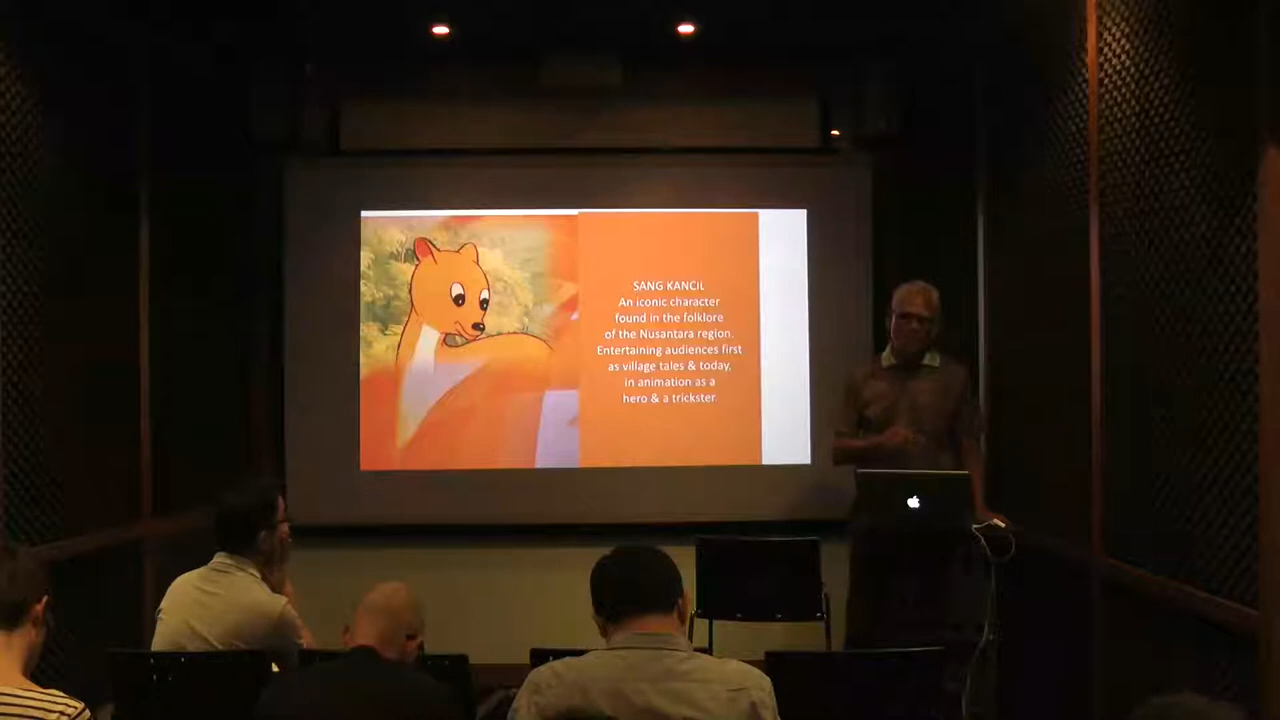 SANG KANCIL
An iconic character
found in the folklore
of the Nusantara region.
Entertaining audiences first
as village tales & today,
in animation as a
hero & a trickster.